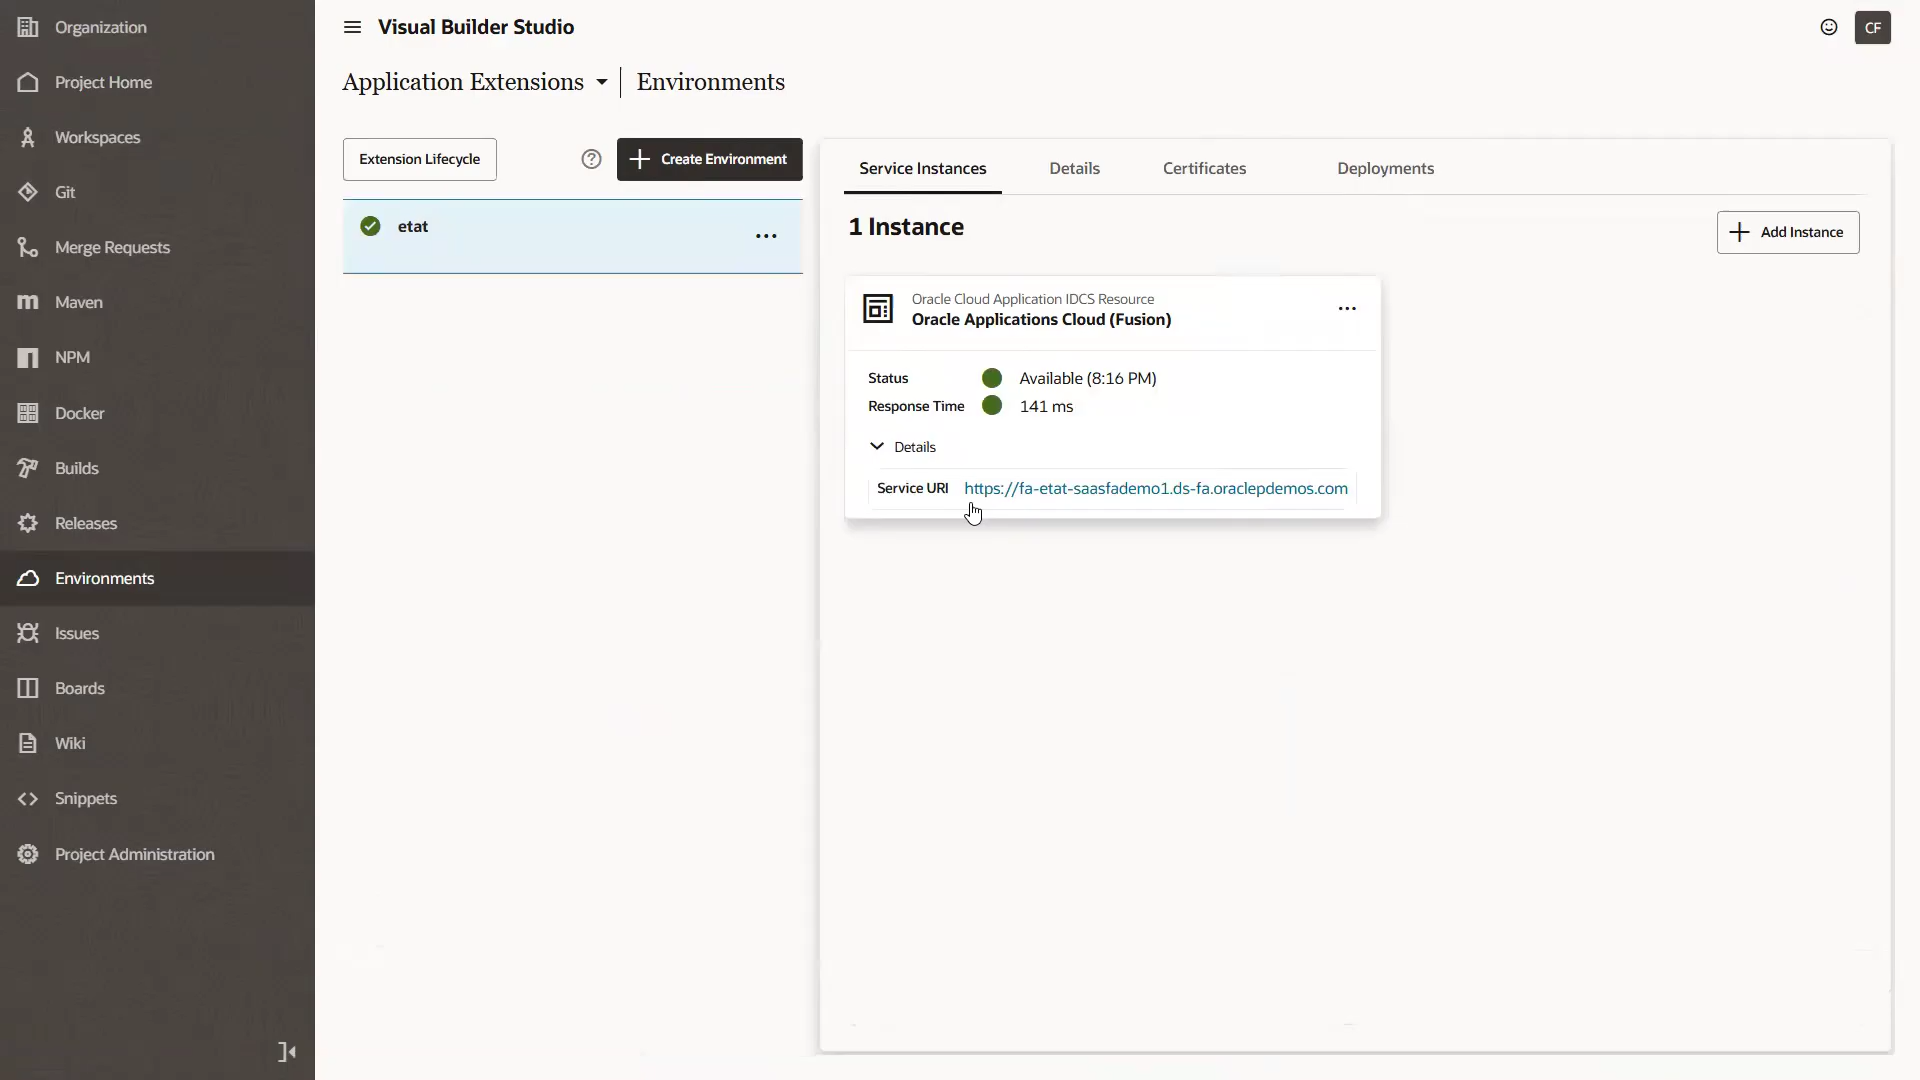 Organization
Project Home
Workspaces
Git
Merge Requests
Maven
NPM
Docker
Builds
Releases
Environments
Issues
Boards
Wiki
Snippets
Project Administration
Visual Builder Studio
CF
Application Extensions
Environments
Extension Lifecycle
Create Environment
etat
Service Instances
Details
Certificates
Deployments
1 Instance
Add Instance
Oracle Cloud Application IDCS Resource
Oracle Applications Cloud (Fusion)
Status Available (8:16 PM)
Response Time 141 ms
Details
Service URI https://fa-etat-saasfademo1.ds-fa.oraclepdemos.com